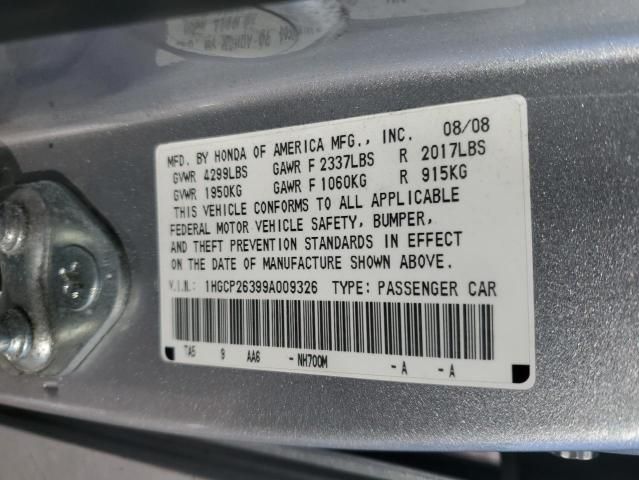 MFD. BY HONDA OF AMERICA MFG., INC. 08/08
GVWR 4299LBS GAWR F 2337LBS R 2017LBS
GVWR 1950KG GAWR F 1060KG R 915KG
THIS VEHICLE CONFORMS TO ALL APPLICABLE
FEDERAL MOTOR VEHICLE SAFETY, BUMPER,
AND THEFT PREVENTION STANDARDS IN EFFECT
ON THE DATE OF MANUFACTURE SHOWN ABOVE.
V.I.N.: 1HGCP26399A009326 TYPE: PASSENGER CAR
TA5 9 AA6 -NH700M -A -A